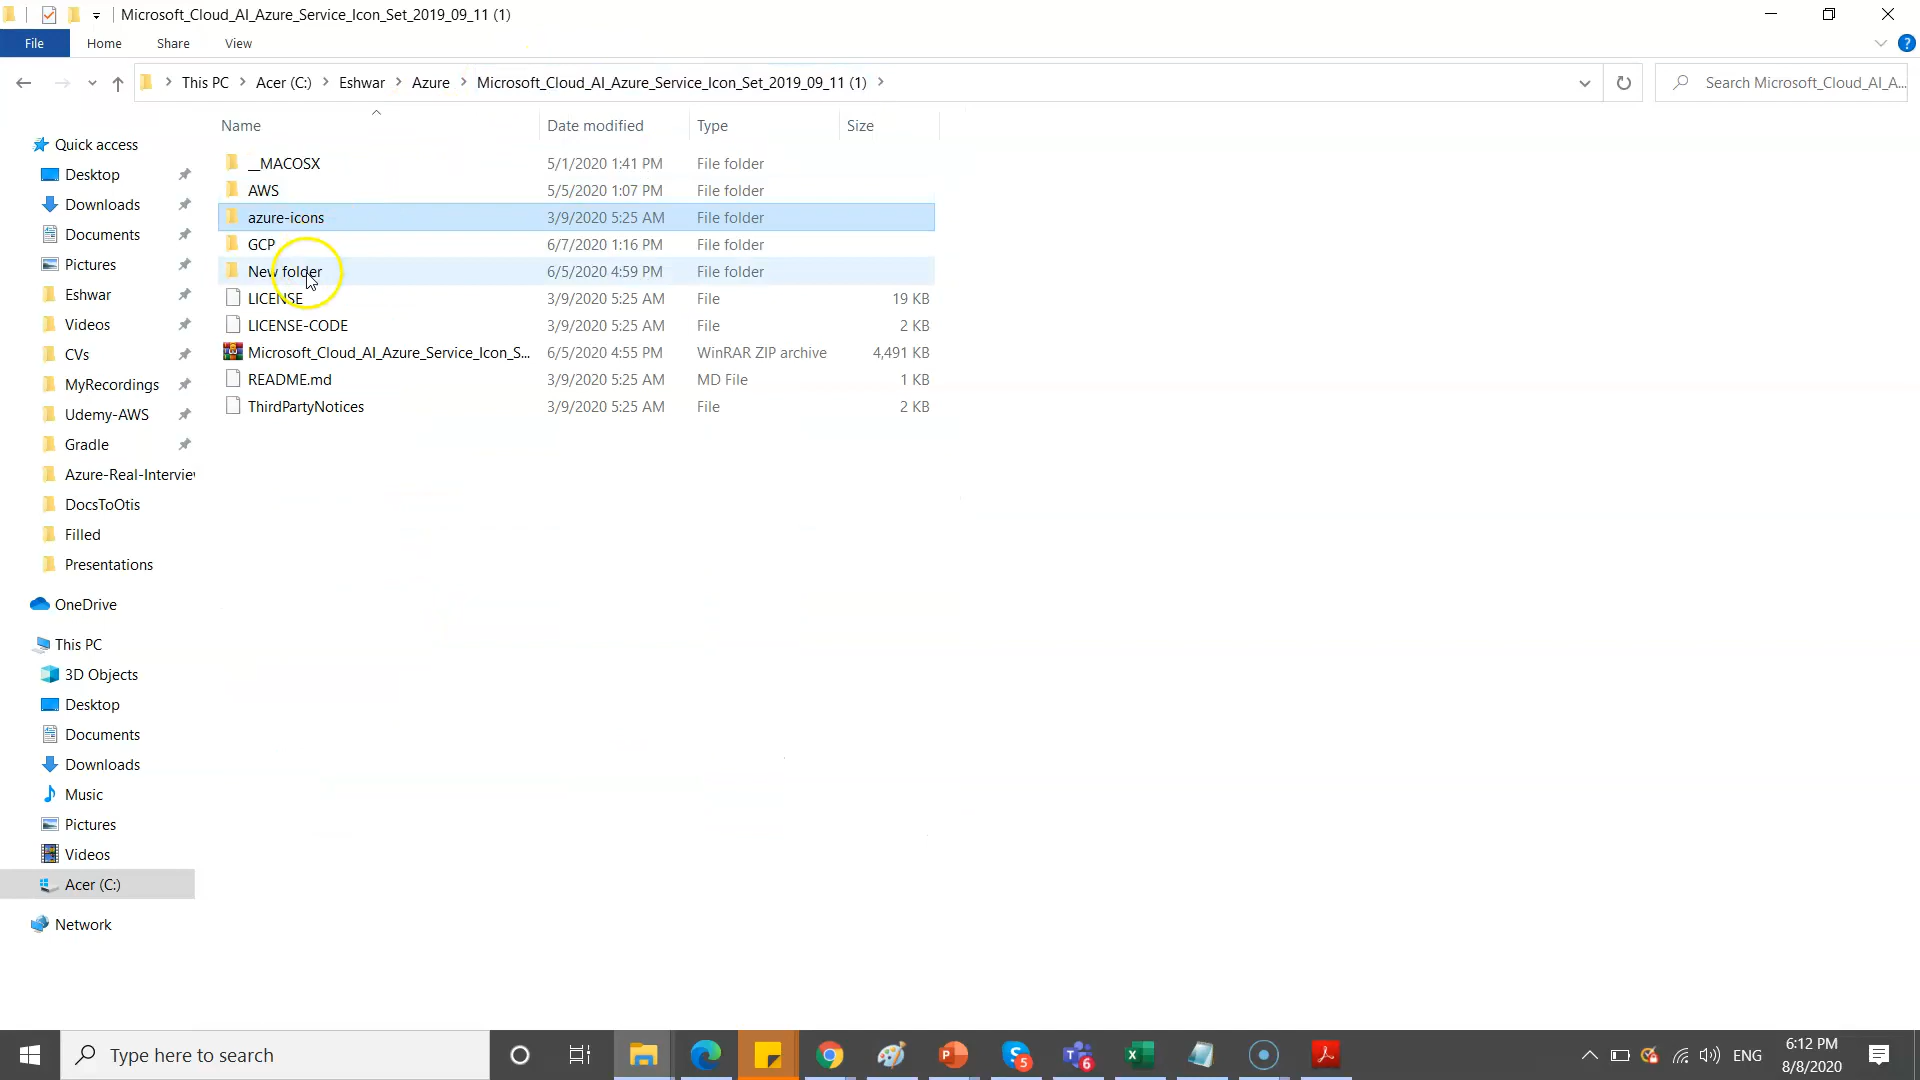 Microsoft_Cloud_AI_Azure_Service_Icon_Set_2019_09_11 (1)
File Home Share View
This PC Acer (C:) Eshwar Azure Microsoft_Cloud_AI_Azure_Service_Icon_Set_2019_09_11 (1) Search Microsoft_Cloud_AI_A...
Name Date modified Type Size
__MACOSX 5/1/2020 1:41 PM File folder
AWS 5/5/2020 1:07 PM File folder
azure-icons 3/9/2020 5:25 AM File folder
GCP 6/7/2020 1:16 PM File folder
New folder 6/5/2020 4:59 PM File folder
LICENSE 3/9/2020 5:25 AM File 19 KB
LICENSE-CODE 3/9/2020 5:25 AM File 2 KB
Microsoft_Cloud_AI_Azure_Service_Icon_S... 6/5/2020 4:55 PM WinRAR ZIP archive 4,491 KB
README.md 3/9/2020 5:25 AM MD File 1 KB
ThirdPartyNotices 3/9/2020 5:25 AM File 2 KB
Quick access
Desktop
Downloads
Documents
Pictures
Eshwar
Videos
CVs
MyRecordings
Udemy-AWS
Gradle
Azure-Real-Intervie
DocsToOtis
Filled
Presentations
OneDrive
This PC
3D Objects
Desktop
Documents
Downloads
Music
Pictures
Videos
Acer (C:)
Network
Type here to search
5
6
ENG
6:12 PM
8/8/2020